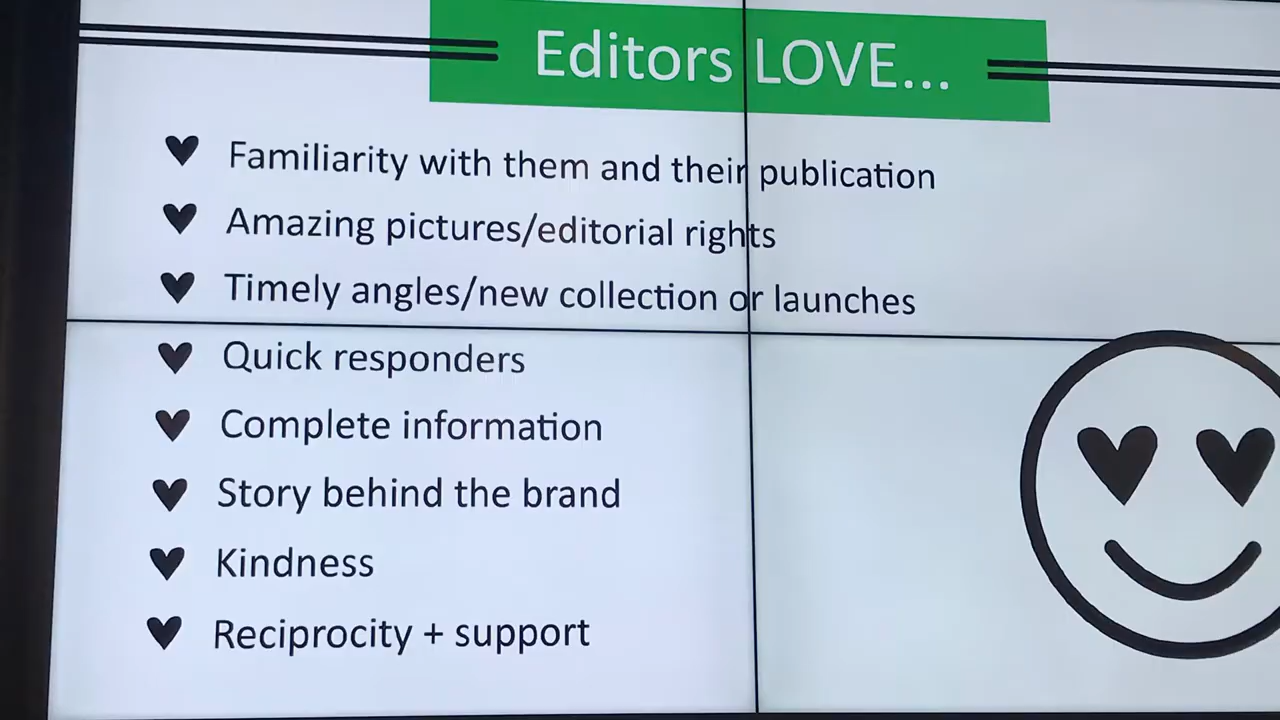 Editors LOVE...
Familiarity with them and their publication
Amazing pictures/editorial rights
Timely angles/new collection or launches
Quick responders
Complete information
Story behind the brand
Kindness
Reciprocity + support